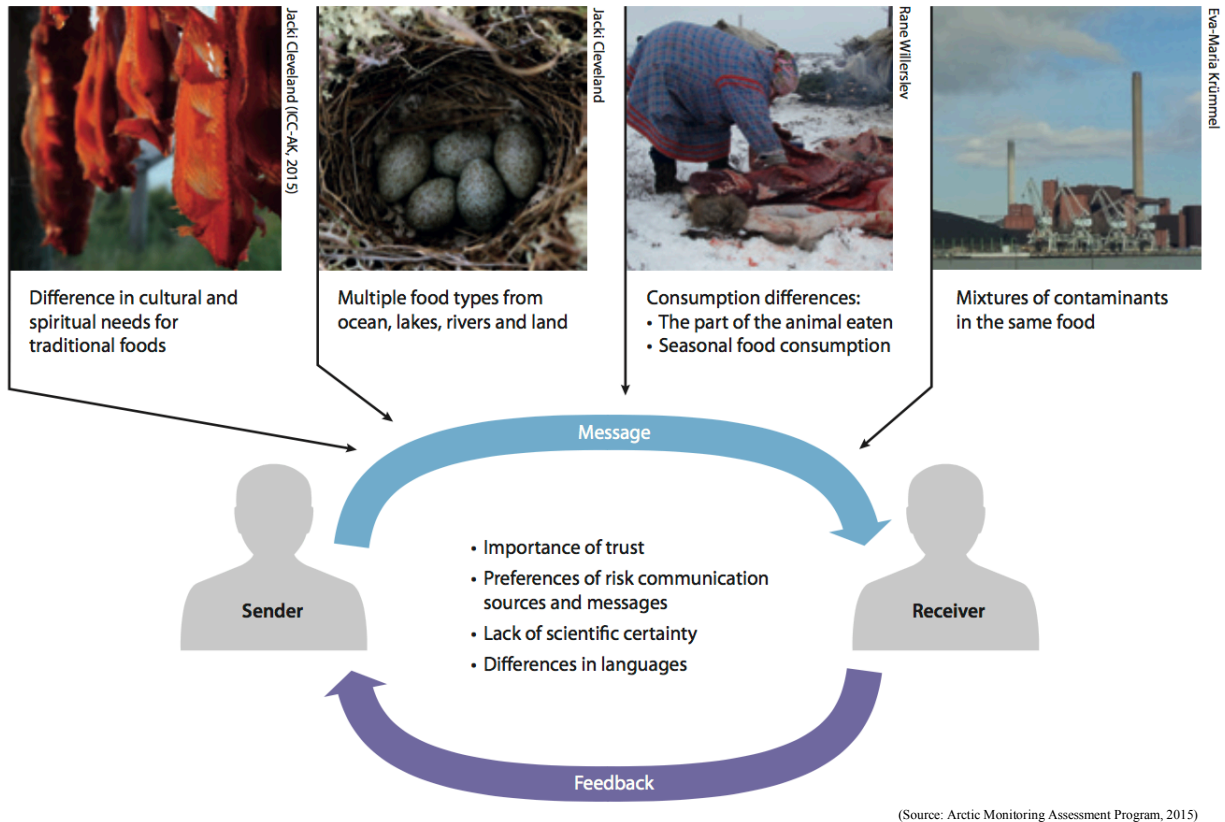 Jacki Cleveland (ICC-AK, 2015)
Jacki Cleveland
Rane Willerslev
Eva-Maria Krümmel
Difference in cultural and
spiritual needs for
traditional foods
Multiple food types from
ocean, lakes, rivers and land
Consumption differences:
• The part of the animal eaten
• Seasonal food consumption
Mixtures of contaminants
in the same food
Message
Sender
• Importance of trust
• Preferences of risk communication
sources and messages
• Lack of scientific certainty
• Differences in languages
Receiver
Feedback
(Source: Arctic Monitoring Assessment Program, 2015)